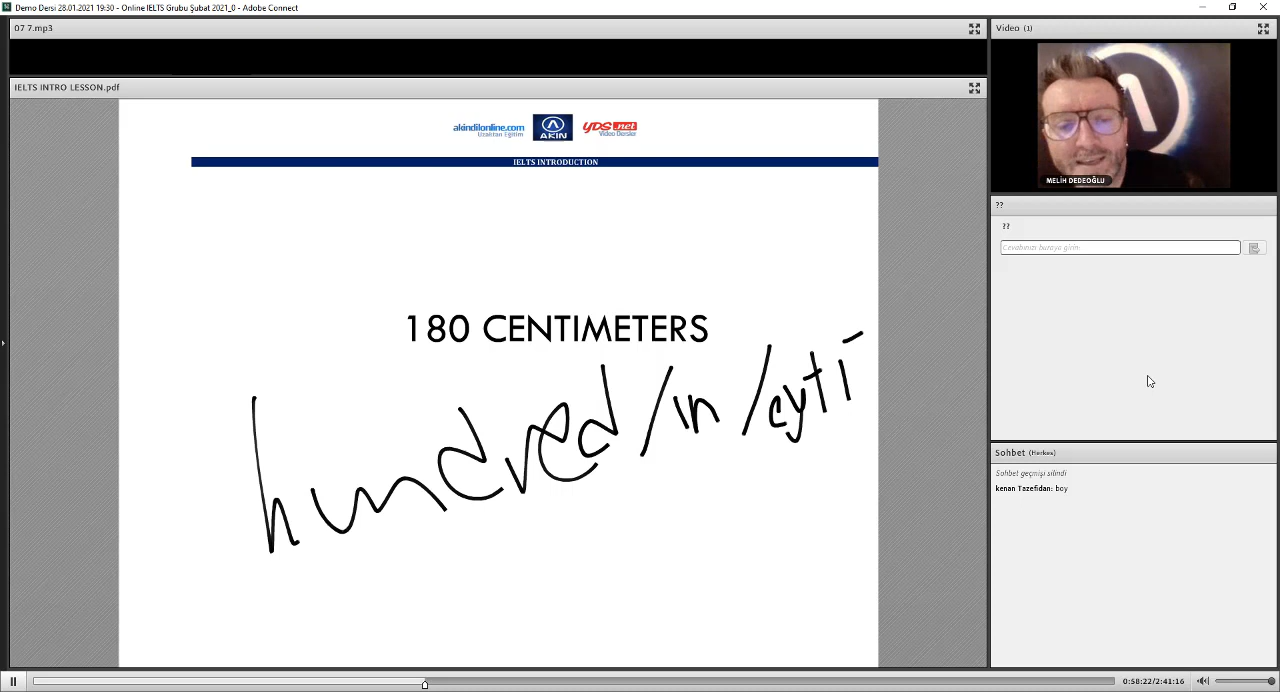 Demo Dersi 28.01.2021 19:30 - Online IELTS Grubu Şubat 2021_0 - Adobe Connect
07 7.mp3
IELTS INTRO LESSON.pdf
akindilonline.com
Uzaktan Eğitim
AKIN
YDS.net
Video Dersler
IELTS INTRODUCTION
180 CENTIMETERS
hundred/in/
Video (1)
MELİH DEDEOĞLU
??
??
Cevabınızı buraya girin:
Sohbet (Herkes)
Sohbet geçmişi silindi
kenan Tazefidan: boy
0:58:22/2:41:16